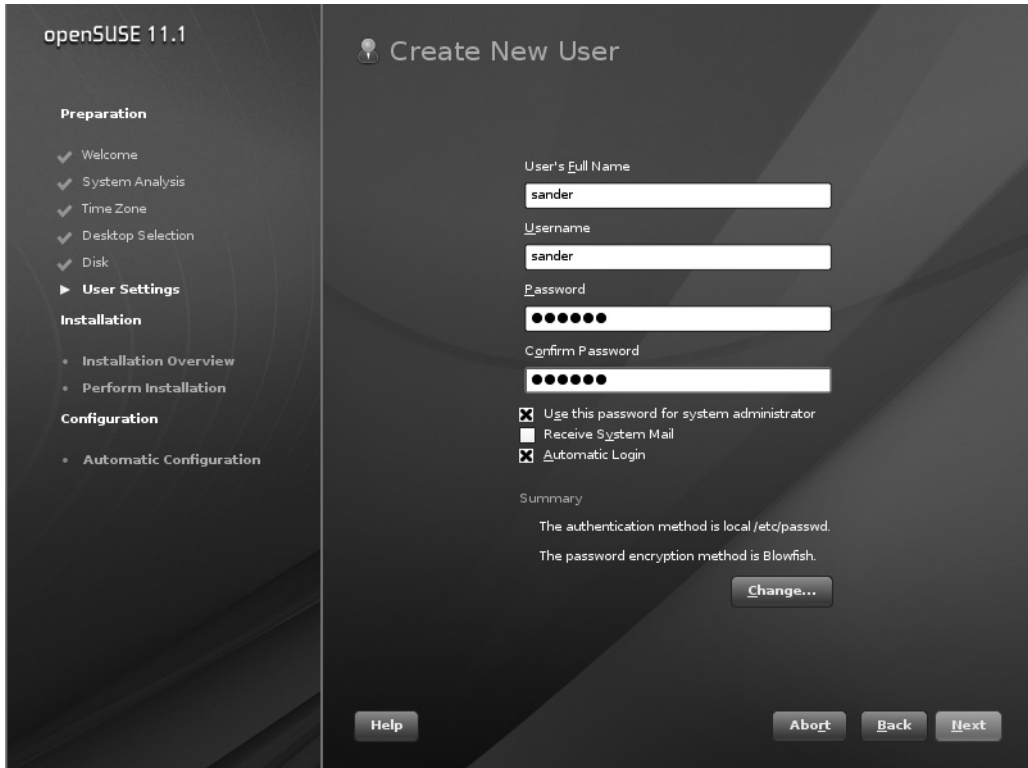 openSUSE 11.1
Preparation
Welcome
System Analysis
Time Zone
Desktop Selection
Disk
User Settings
Installation
Installation Overview
Perform Installation
Configuration
Automatic Configuration
Create New User
User's Full Name
sander
Username
sander
Password
●●●●●●
Confirm Password
●●●●●●
Use this password for system administrator
Receive System Mail
Automatic Login
Summary
The authentication method is local /etc/passwd.
The password encryption method is Blowfish.
Change...
Help
Abort
Back
Next